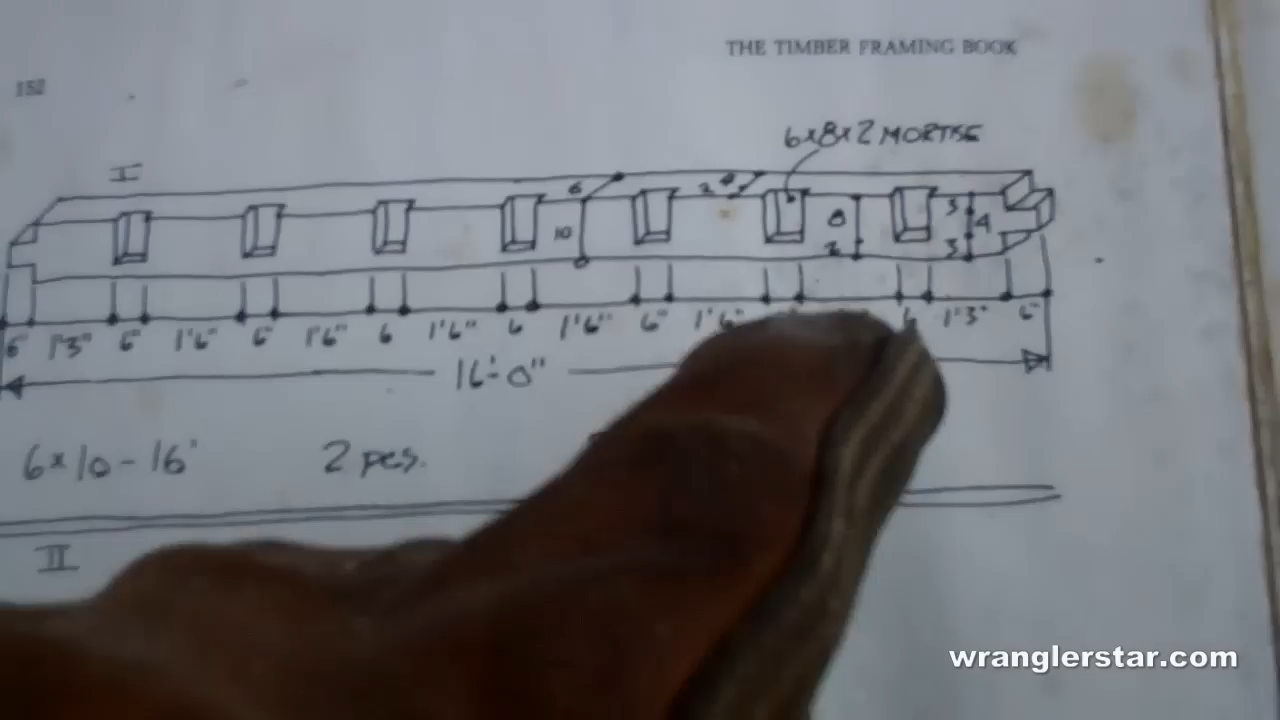 152
THE TIMBER FRAMING BOOK
6x8x2 MORTISE
I
6
2
10
8
2
3
4
3
6" 1'3" 6" 1'6" 6" 1'6" 6 1'6" 6 1'6" 6" 1'6" 6 1'3" 6"
16'-0"
6x10-16' 2 pcs.
II
wranglerstar.com